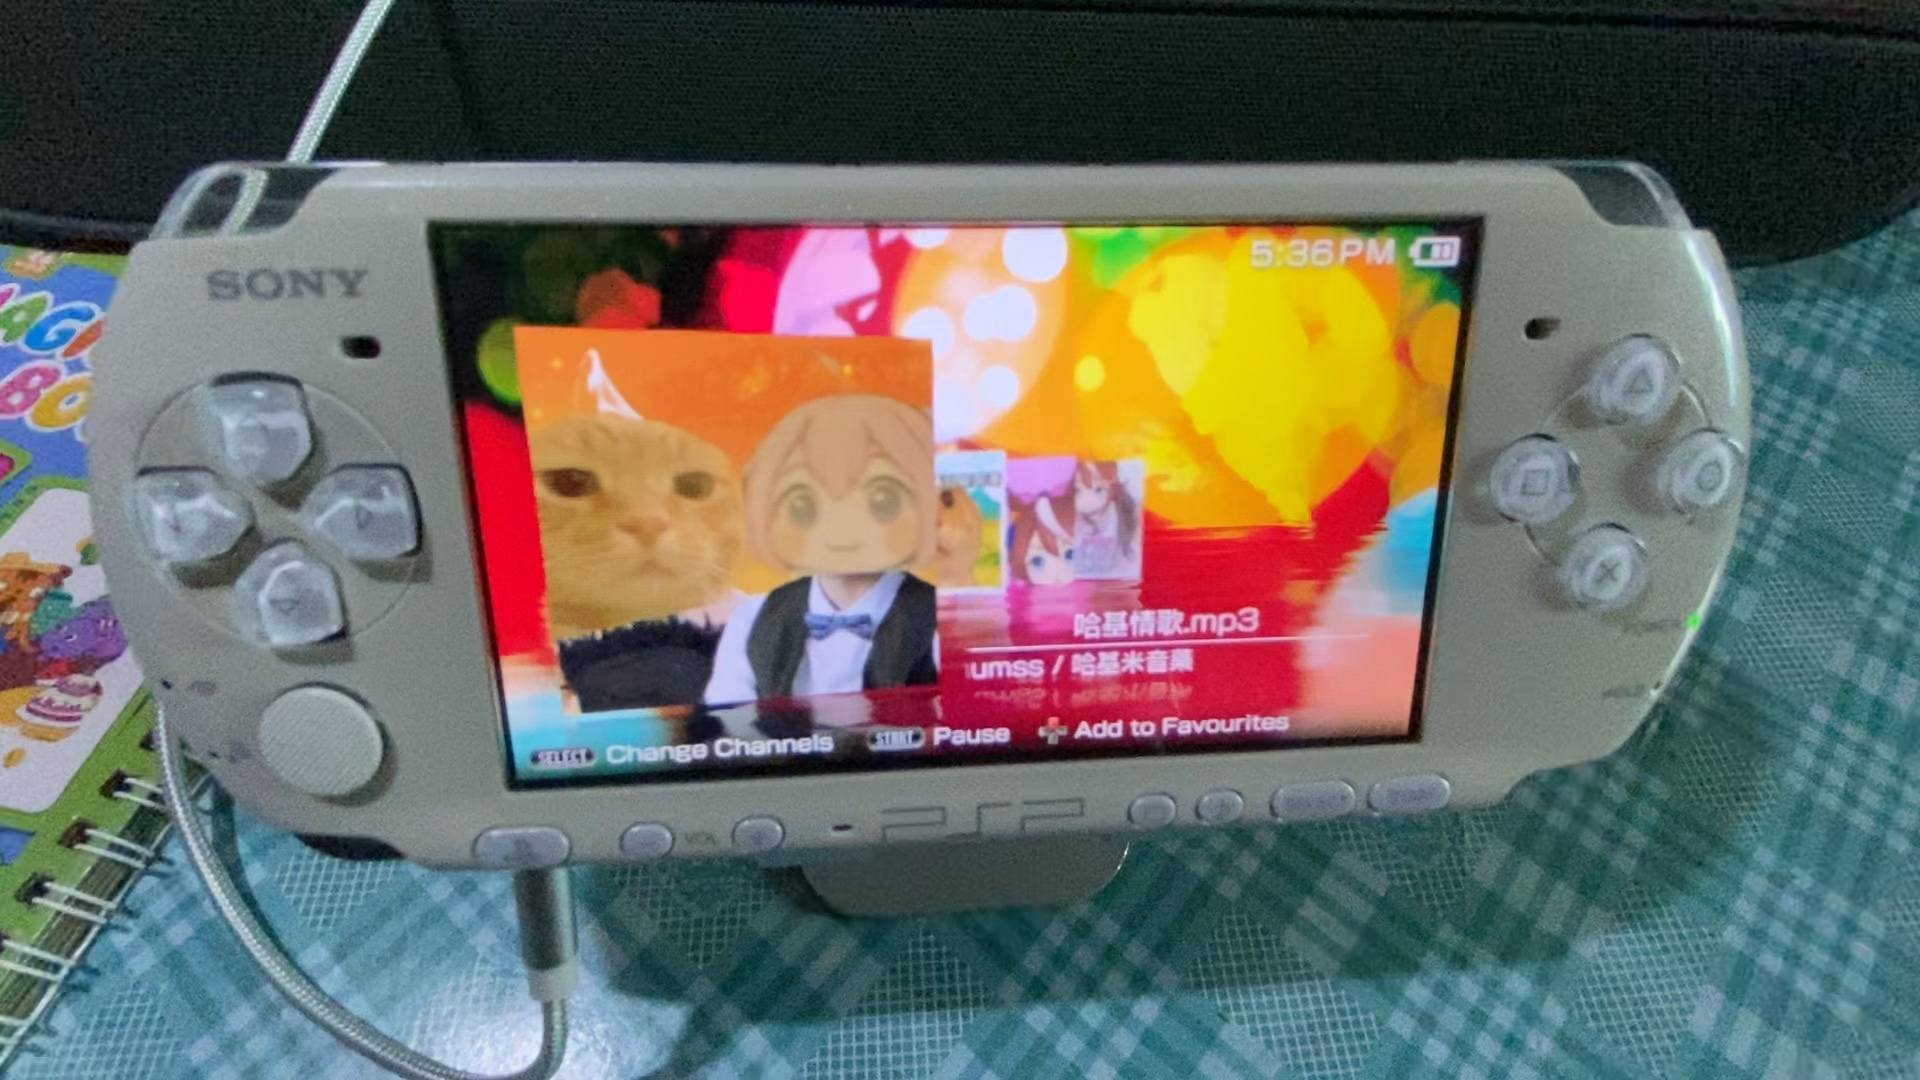 SONY
5:36PM
哈基情歌.mp3
umss / 哈基米音乐
SELECT Change Channels START Pause Add to Favourites
VOL
PSP